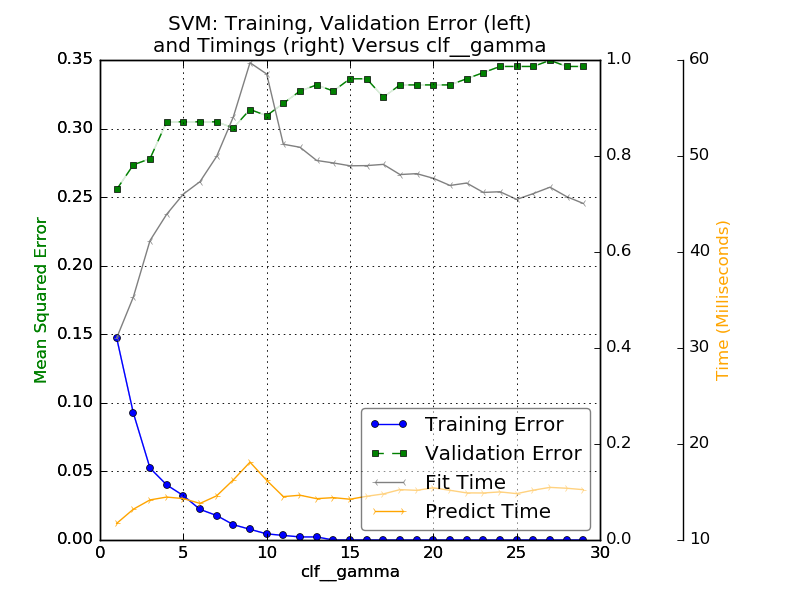 SVM: Training, Validation Error (left)
and Timings (right) Versus clf__gamma
Mean Squared Error
0.35
0.30
0.25
0.20
0.15
0.10
0.05
0.00
0 5 10 15 20 25 30
clf__gamma
1.0
0.8
0.6
0.4
0.2
0.0
60
50
40
30
20
10
Time (Milliseconds)
Training Error
Validation Error
Fit Time
Predict Time